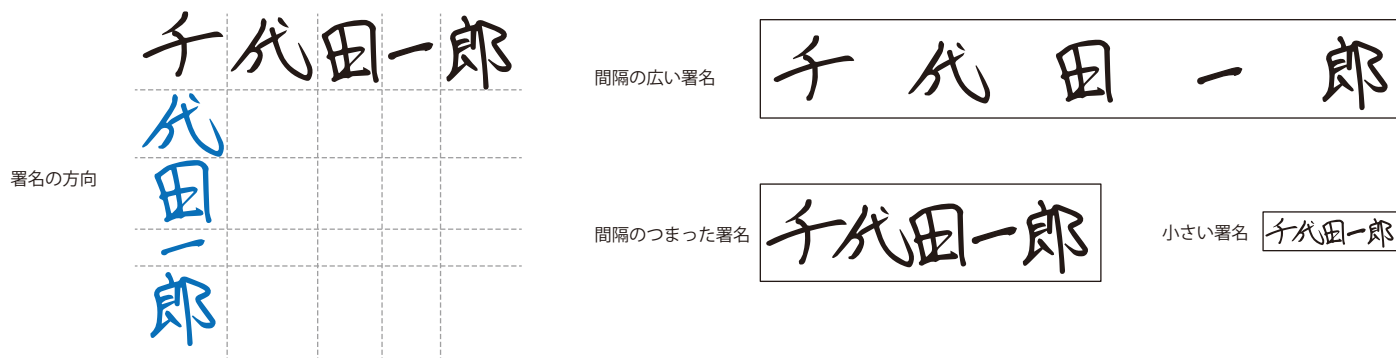 千代田一郎
代
田
一
郎
署名の方向
間隔の広い署名
千代田一郎
間隔のつまった署名
千代田一郎
小さい署名
千代田一郎